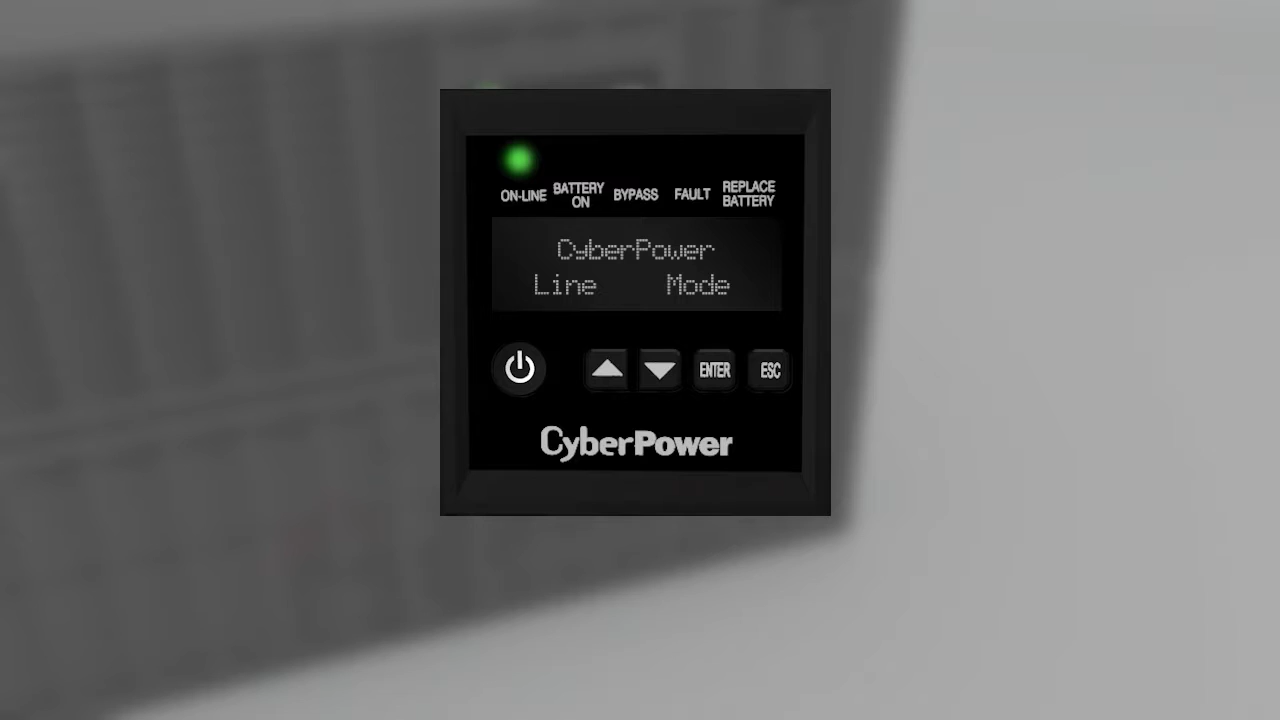 ON-LINE BATTERY ON BYPASS FAULT REPLACE BATTERY
CyberPower
Line Mode
ENTER ESC
CyberPower